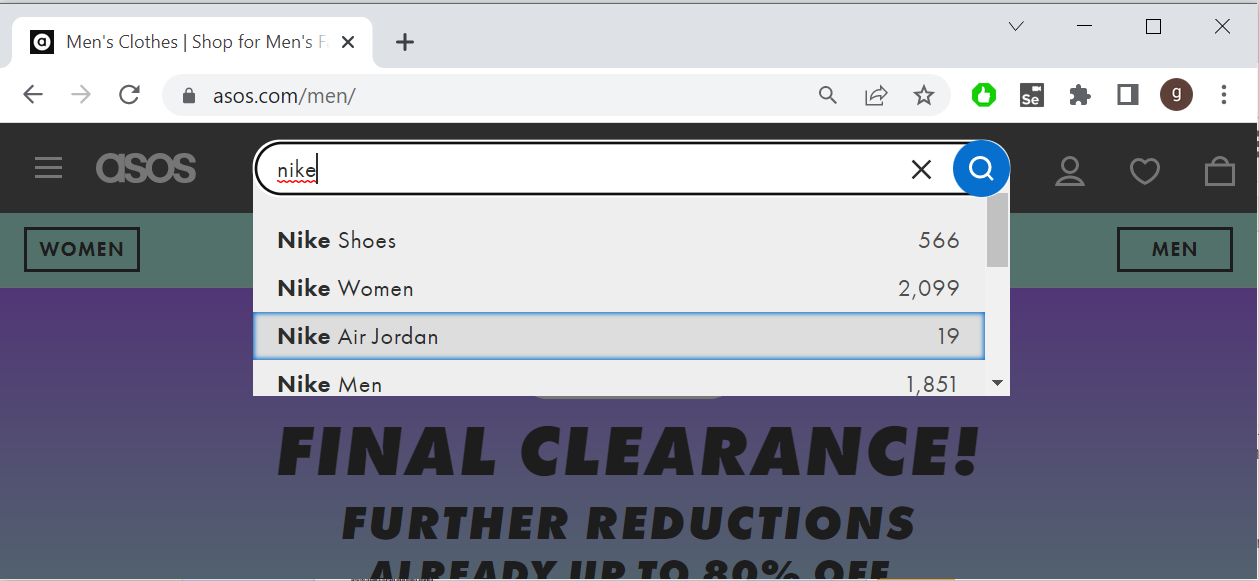 Men's Clothes | Shop for Men's F
asos.com/men/
Se
g
asos
nike
Nike Shoes 566
Nike Women 2,099
Nike Air Jordan 19
Nike Men 1,851
WOMEN
MEN
FINAL CLEARANCE!
FURTHER REDUCTIONS
ALREADY UP TO 80% OFF